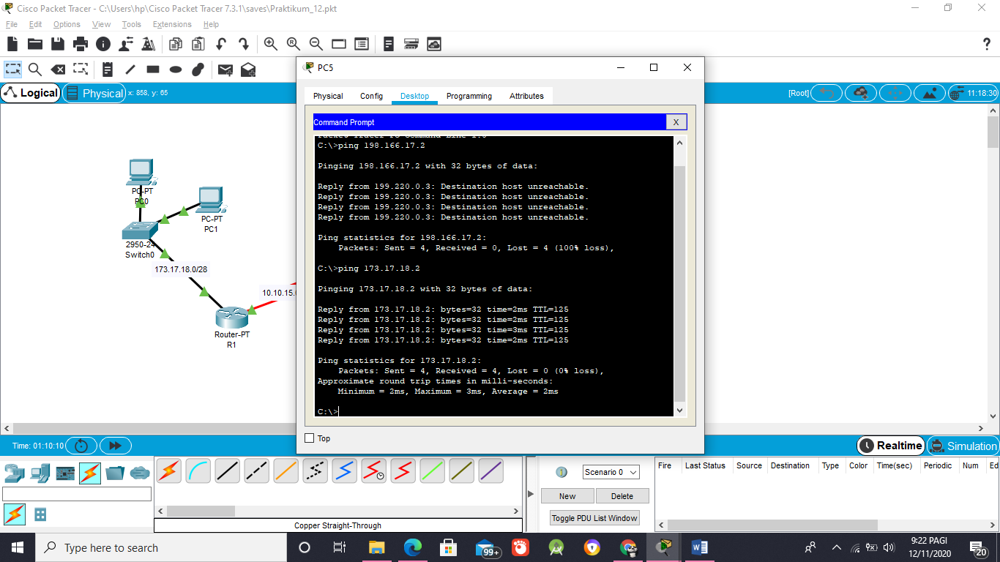 Cisco Packet Tracer - C:\Users\hp\Cisco Packet Tracer 7.3.1\saves\Praktikum_12.pkt
File Edit Options View Tools Extensions Help
?
Logical Physical x: 858, y: 65 [Root] 11:18:30
PC5
Physical Config Desktop Programming Attributes
Command Prompt X
C:\>ping 198.166.17.2
Pinging 198.166.17.2 with 32 bytes of data:
Reply from 199.220.0.3: Destination host unreachable.
Reply from 199.220.0.3: Destination host unreachable.
Reply from 199.220.0.3: Destination host unreachable.
Reply from 199.220.0.3: Destination host unreachable.
Ping statistics for 198.166.17.2:
Packets: Sent = 4, Received = 0, Lost = 4 (100% loss),
C:\>ping 173.17.18.2
Pinging 173.17.18.2 with 32 bytes of data:
Reply from 173.17.18.2: bytes=32 time=2ms TTL=125
Reply from 173.17.18.2: bytes=32 time=2ms TTL=125
Reply from 173.17.18.2: bytes=32 time=3ms TTL=125
Reply from 173.17.18.2: bytes=32 time=2ms TTL=125
Ping statistics for 173.17.18.2:
Packets: Sent = 4, Received = 4, Lost = 0 (0% loss),
Approximate round trip times in milli-seconds:
Minimum = 2ms, Maximum = 3ms, Average = 2ms
C:\>
Top
PC-PT
PC0
PC-PT
PC1
2950-24
Switch0
173.17.18.0/28
10.10.15.
Router-PT
R1
Time: 01:10:10
Realtime Simulation
Scenario 0
New Delete
Toggle PDU List Window
Fire Last Status Source Destination Type Color Time(sec) Periodic Num Ed
Copper Straight-Through
Type here to search
99+
9:22 PAGI
12/11/2020
20